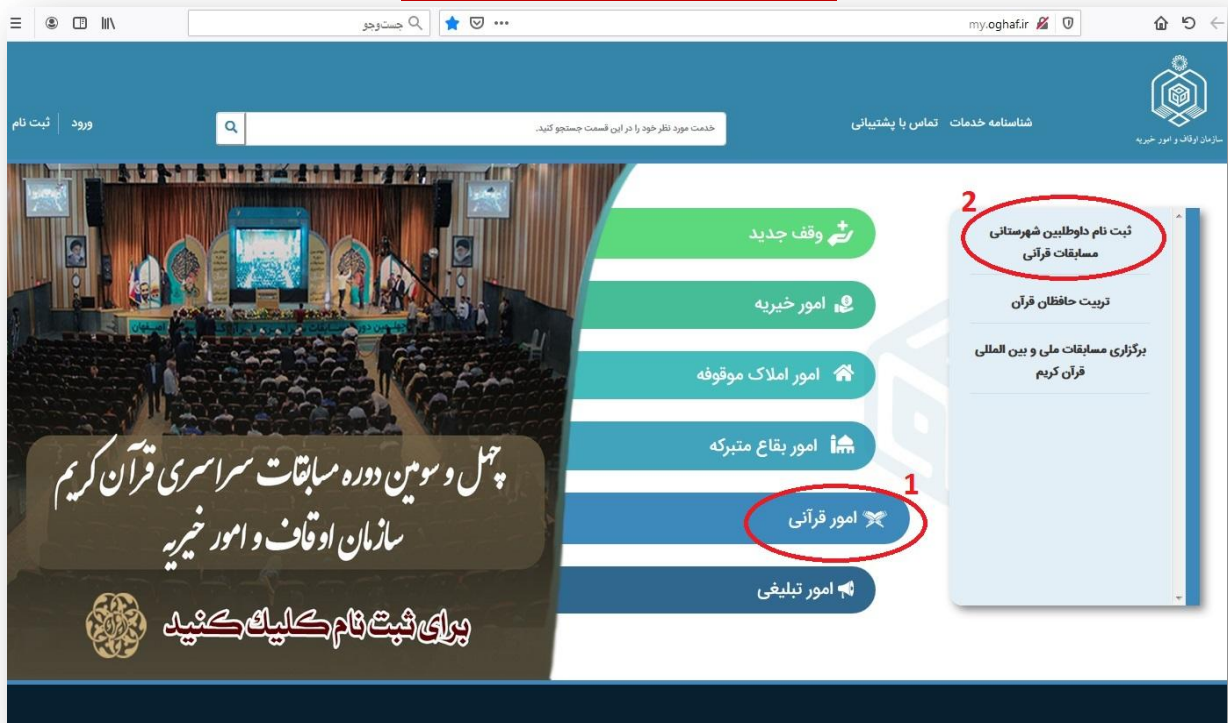 جست‌وجو
my.oghaf.ir
سازمان اوقاف و امور خیریه
شناسنامه خدمات
تماس با پشتیبانی
خدمت مورد نظر خود را در این قسمت جستجو کنید.
ورود
ثبت نام
2
ثبت نام داوطلبین شهرستانی
مسابقات قرآنی
تربیت حافظان قرآن
برگزاری مسابقات ملی و بین المللی
قرآن کریم
وقف جدید
امور خیریه
امور املاک موقوفه
امور بقاع متبرکه
1
امور قرآنی
امور تبلیغی
چهل و سومین دوره مسابقات سراسری قرآن کریم
سازمان اوقاف و امور خیریه
برای ثبت نام کلیك کنید